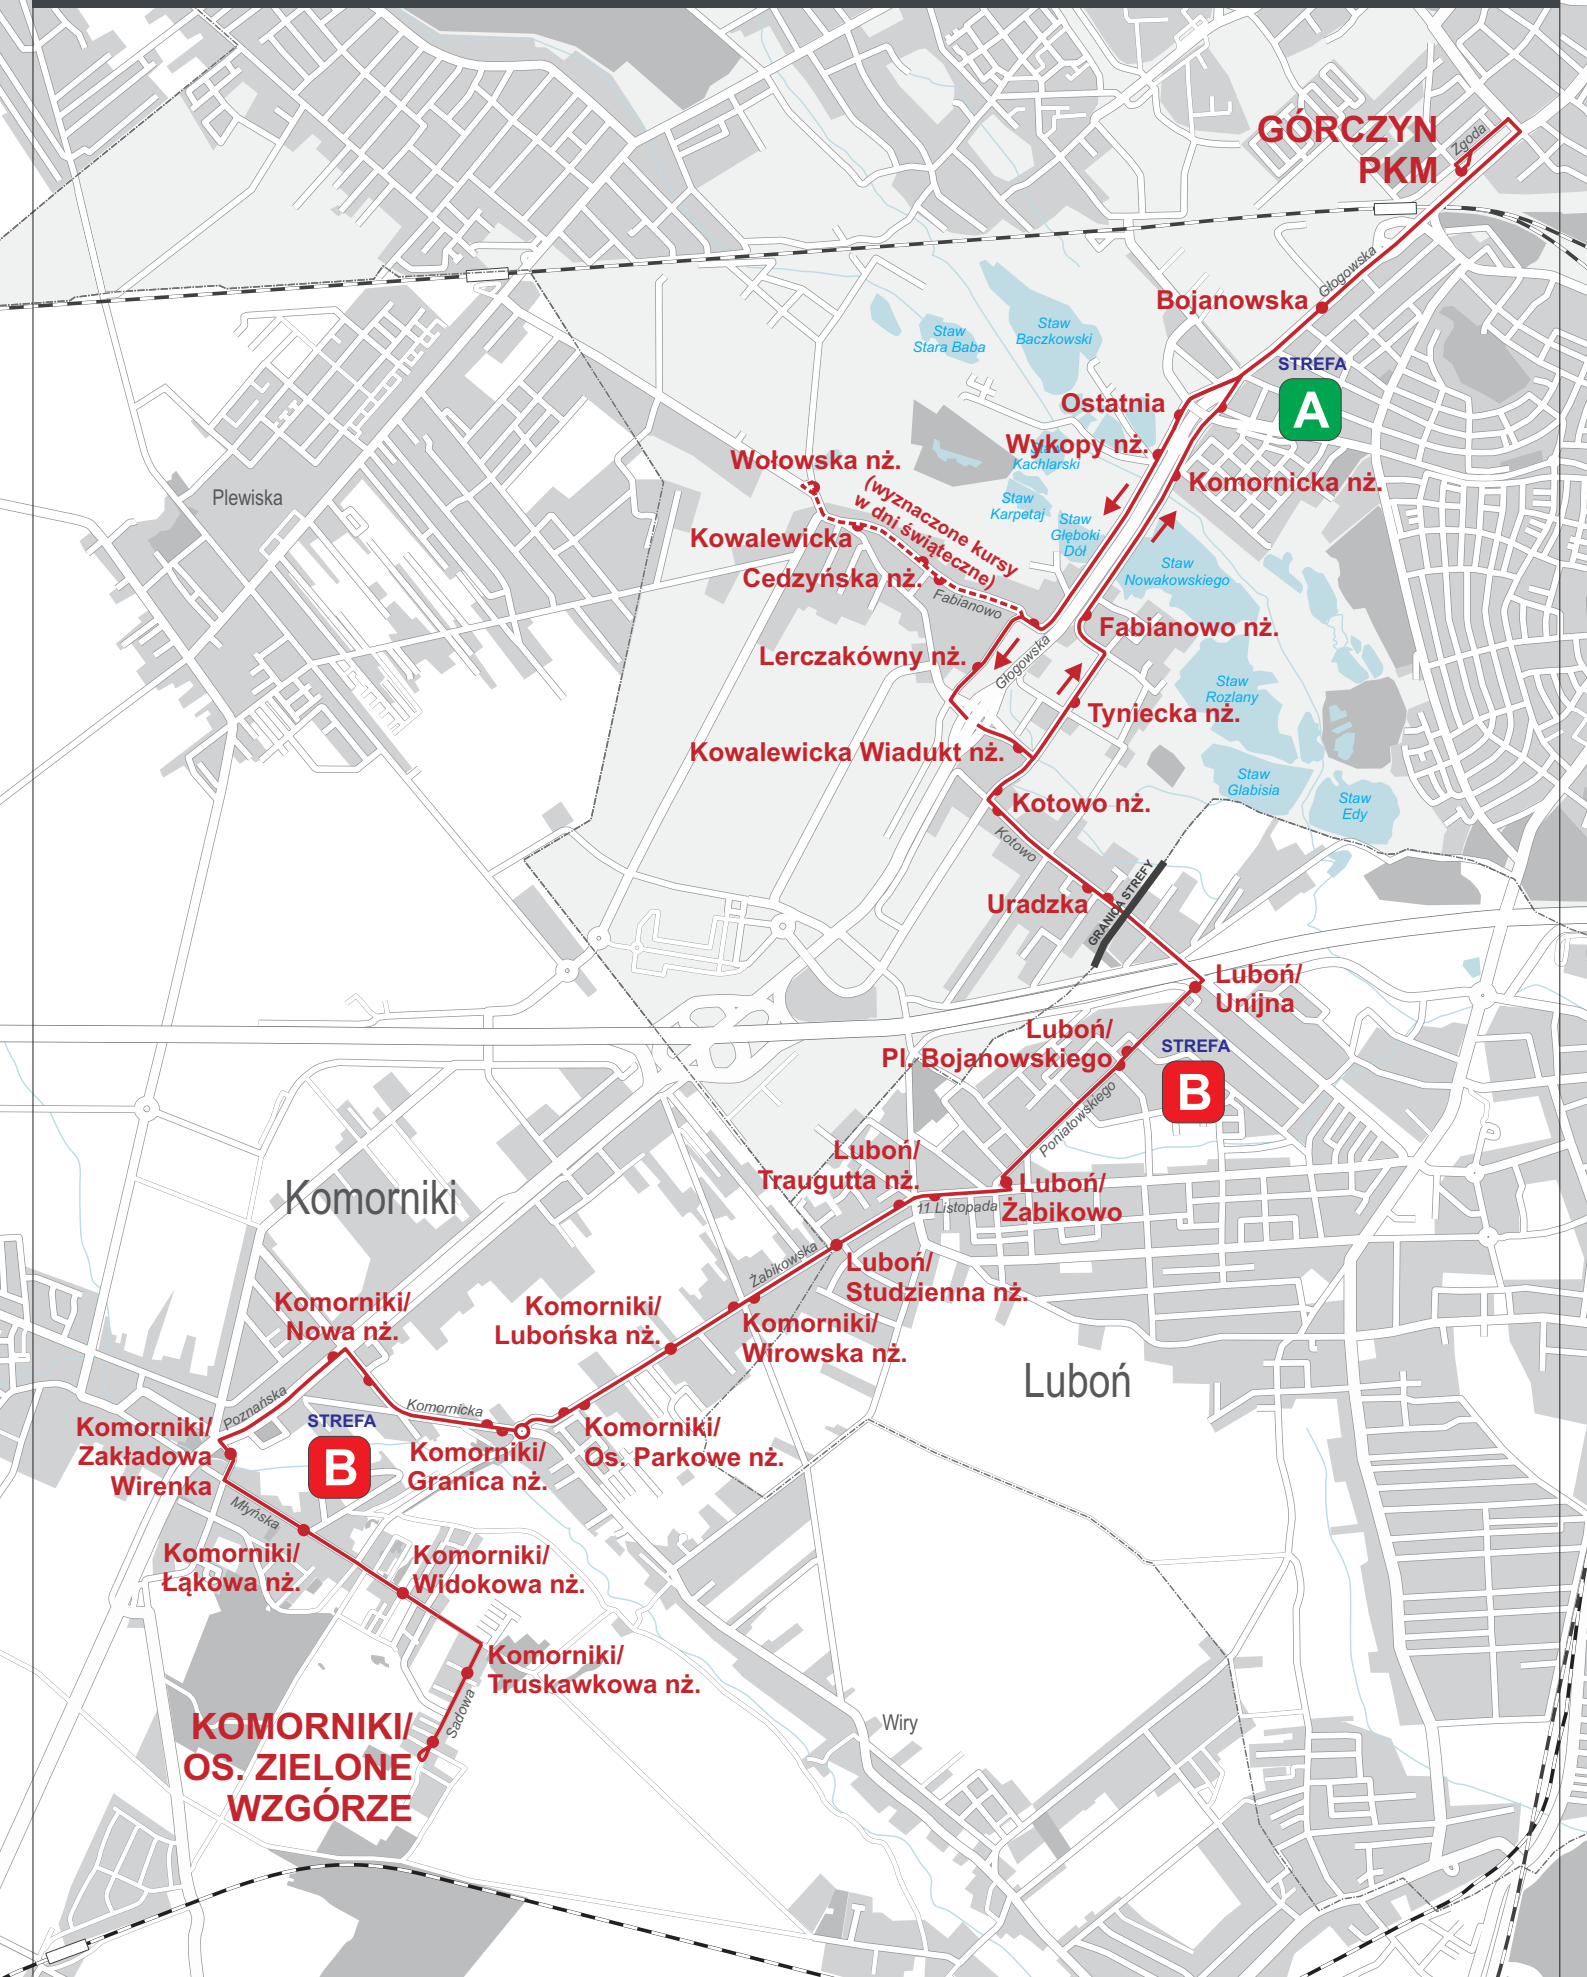 GÓRCZYN
PKM
Zgoda
Głogowska
Bojanowska
Staw
Stara Baba
Staw
Baczkowski
STREFA
A
Ostatnia
Wykopy nż.
Staw
Kachlarski
Wołowska nż.
(wyznaczone kursy
w dni świąteczne)
Komornicka nż.
Plewiska
Staw
Karpetaj
Staw
Głęboki
Dół
Kowalewicka
Cedzyńska nż.
Staw
Nowakowskiego
Fabianowo
Fabianowo nż.
Lerczakówny nż.
Głogowska
Staw
Rozlany
Tyniecka nż.
Kowalewicka Wiadukt nż.
Staw
Glabisia
Staw
Edy
Kotowo nż.
Kotowo
Uradzka
GRANICA STREFY
Luboń/
Unijna
Luboń/
Pl. Bojanowskiego
STREFA
B
Poniatowskiego
Luboń/
Traugutta nż.
Luboń/
Żabikowo
11 Listopada
Komorniki
Żabikowska
Luboń/
Studzienna nż.
Komorniki/
Nowa nż.
Komorniki/
Lubońska nż.
Komorniki/
Wirowska nż.
Luboń
Poznańska
Komornicka
STREFA
B
Komorniki/
Zakładowa
Wirenka
Komorniki/
Granica nż.
Komorniki/
Os. Parkowe nż.
Młyńska
Komorniki/
Łąkowa nż.
Komorniki/
Widokowa nż.
Komorniki/
Truskawkowa nż.
Sadowa
Wiry
KOMORNIKI/
OS. ZIELONE
WZGÓRZE